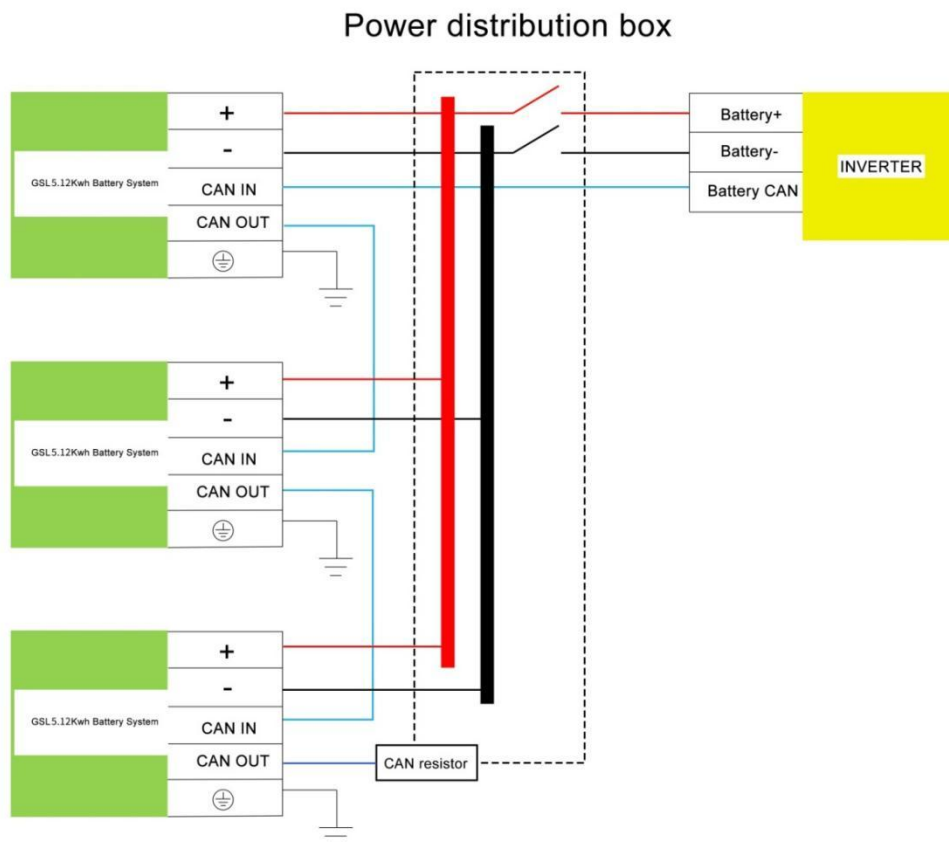 Power distribution box
+
-
CAN IN
CAN OUT
GSL5.12Kwh Battery System
Battery+
Battery-
Battery CAN
INVERTER
+
-
CAN IN
CAN OUT
GSL5.12Kwh Battery System
+
-
CAN IN
CAN OUT
GSL5.12Kwh Battery System
CAN resistor